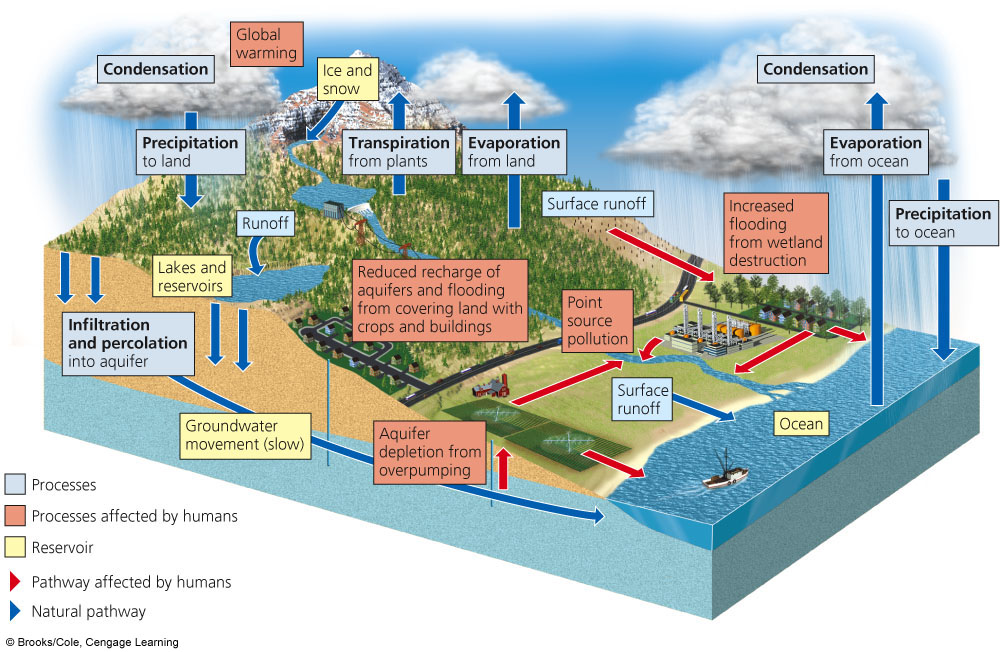 Global
warming
Condensation
Ice and
snow
Condensation
Precipitation
to land
Transpiration
from plants
Evaporation
from land
Evaporation
from ocean
Surface runoff
Increased
flooding
from wetland
destruction
Precipitation
to ocean
Runoff
Lakes and
reservoirs
Reduced recharge of
aquifers and flooding
from covering land with
crops and buildings
Point
source
pollution
Infiltration
and percolation
into aquifer
Surface
runoff
Groundwater
movement (slow)
Aquifer
depletion from
overpumping
Ocean
Processes
Processes affected by humans
Reservoir
Pathway affected by humans
Natural pathway
© Brooks/Cole, Cengage Learning